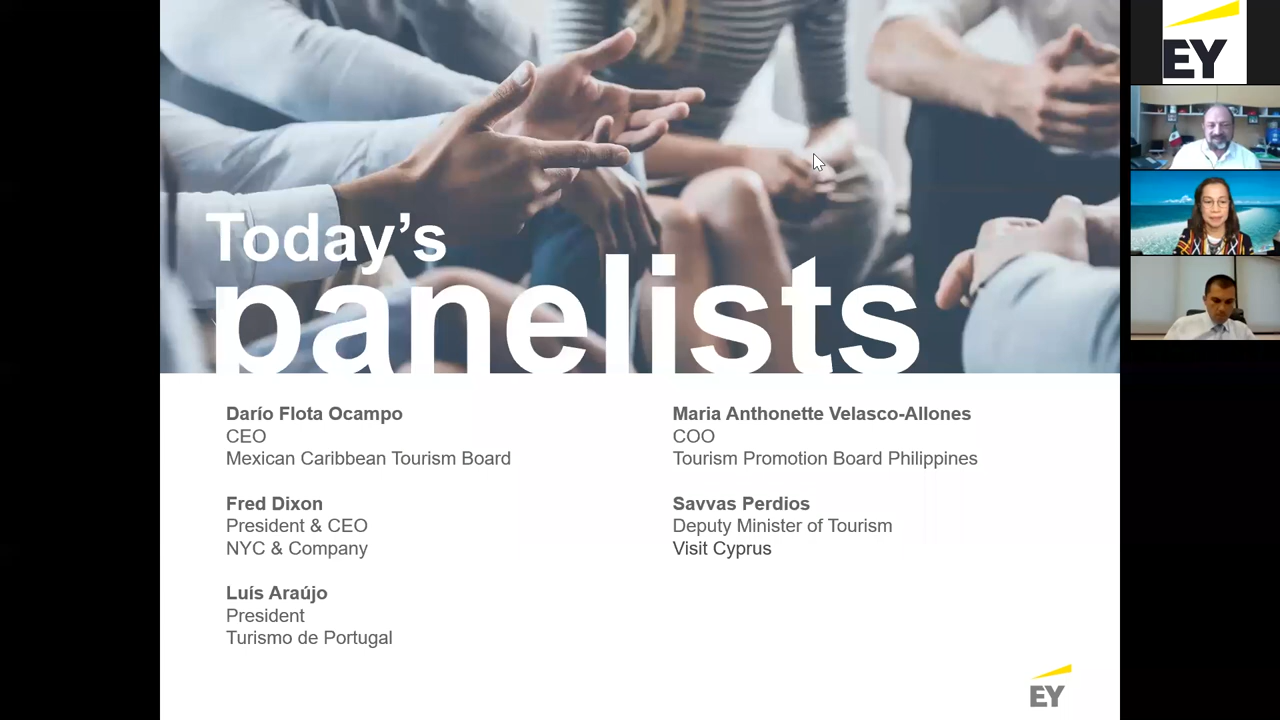 Today's
panelists
Darío Flota Ocampo
CEO
Mexican Caribbean Tourism Board
Fred Dixon
President & CEO
NYC & Company
Luís Araújo
President
Turismo de Portugal
Maria Anthonette Velasco-Allones
COO
Tourism Promotion Board Philippines
Savvas Perdios
Deputy Minister of Tourism
Visit Cyprus
EY
EY